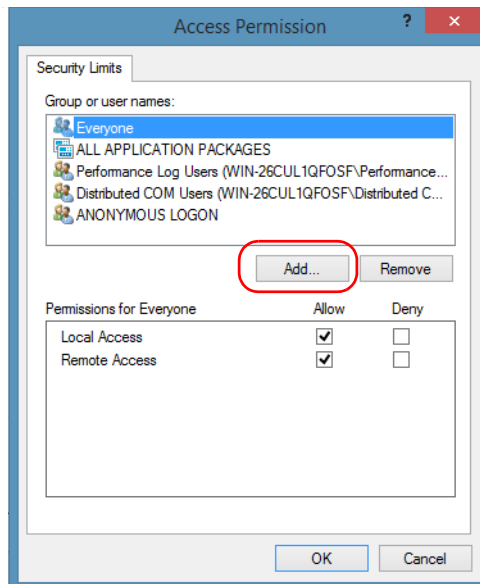 Access Permission
?
Security Limits
Group or user names:
Everyone
ALL APPLICATION PACKAGES
Performance Log Users (WIN-26CUL1QFOSF\Performance...
Distributed COM Users (WIN-26CUL1QFOSF\Distributed C...
ANONYMOUS LOGON
Add... Remove
Permissions for Everyone Allow Deny
Local Access
Remote Access
OK Cancel